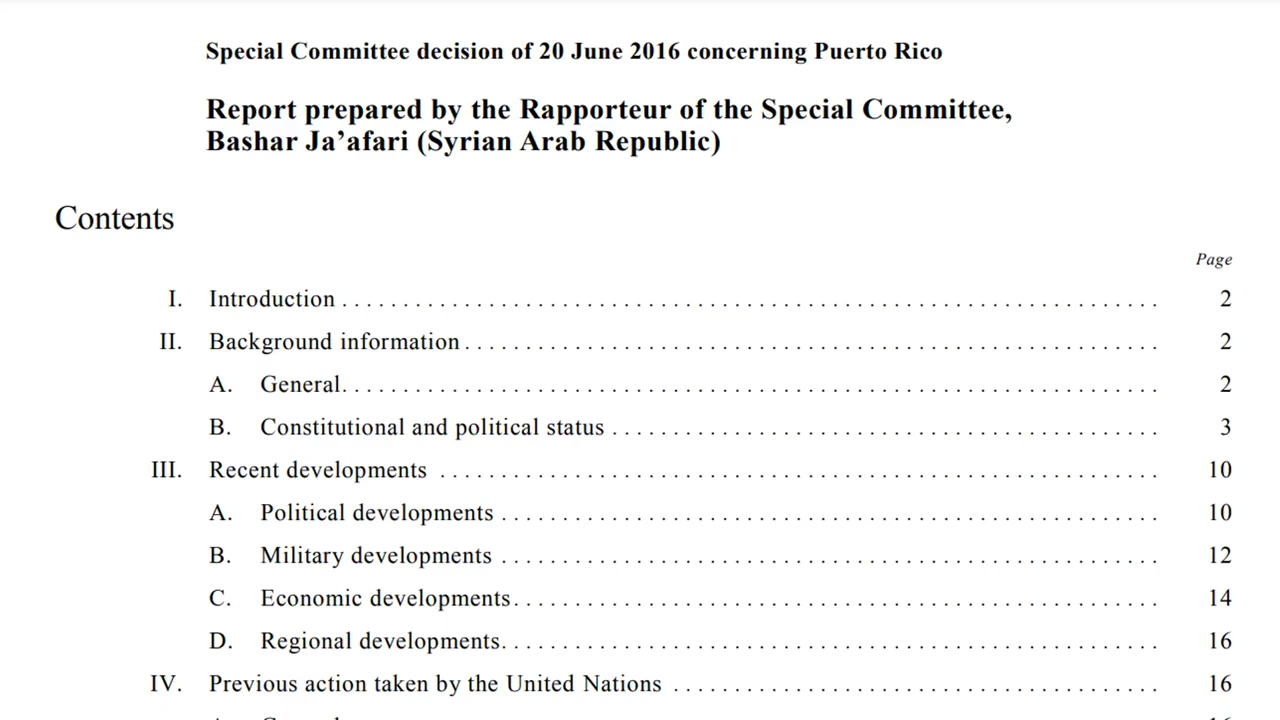 Special Committee decision of 20 June 2016 concerning Puerto Rico
Report prepared by the Rapporteur of the Special Committee,
Bashar Ja’afari (Syrian Arab Republic)
Contents
Page
I. Introduction . . . . . . . . . . . . . . . . . . . . . . . . . . . . . . 2
II. Background information . . . . . . . . . . . . . . . . . . . . . . . . . . . . . . 2
A. General. . . . . . . . . . . . . . . . . . . . . . . . . . . . . . 2
B. Constitutional and political status . . . . . . . . . . . . . . . . . . . . . . . . . . . . . . 3
III. Recent developments . . . . . . . . . . . . . . . . . . . . . . . . . . . . . . 10
A. Political developments . . . . . . . . . . . . . . . . . . . . . . . . . . . . . . 10
B. Military developments . . . . . . . . . . . . . . . . . . . . . . . . . . . . . . 12
C. Economic developments. . . . . . . . . . . . . . . . . . . . . . . . . . . . . . 14
D. Regional developments. . . . . . . . . . . . . . . . . . . . . . . . . . . . . . 16
IV. Previous action taken by the United Nations . . . . . . . . . . . . . . . . . . . . . . . . . . . . . . 16